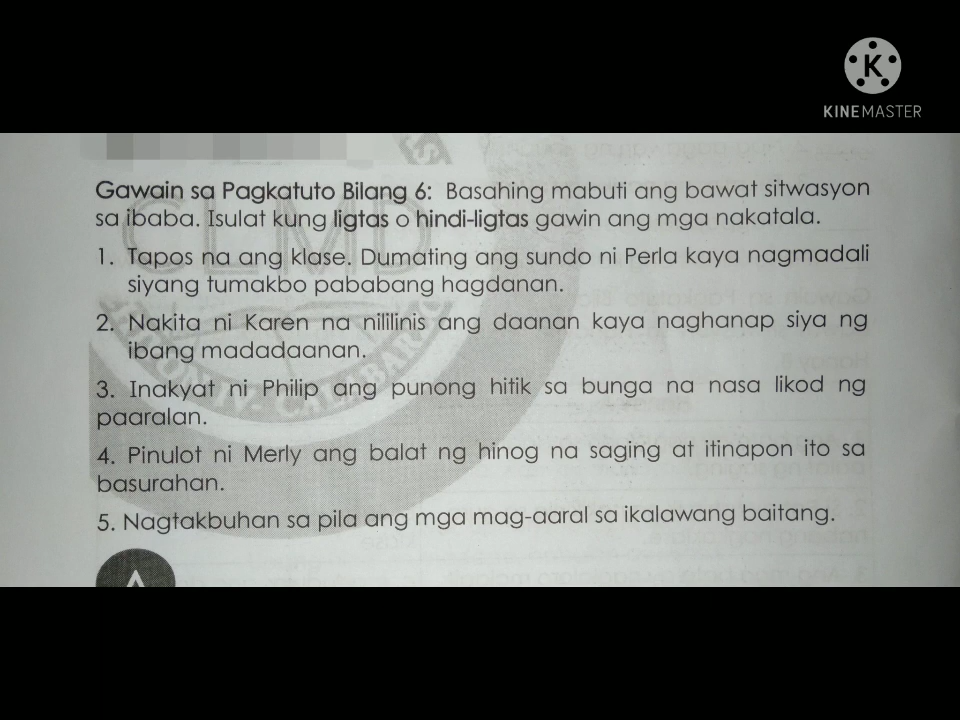 K
KINEMASTER
Gawain sa Pagkatuto Bilang 6: Basahing mabuti ang bawat sitwasyon
sa ibaba. Isulat kung ligtas o hindi-ligtas gawin ang mga nakatala.
1. Tapos na ang klase. Dumating ang sundo ni Perla kaya nagmadali
siyang tumakbo pababang hagdanan.
2. Nakita ni Karen na nililinis ang daanan kaya naghanap siya ng
ibang madadaanan.
3. Inakyat ni Philip ang punong hitik sa bunga na nasa likod ng
paaralan.
4. Pinulot ni Merly ang balat ng hinog na saging at itinapon ito sa
basurahan.
5. Nagtakbuhan sa pila ang mga mag-aaral sa ikalawang baitang.
CLMD
A